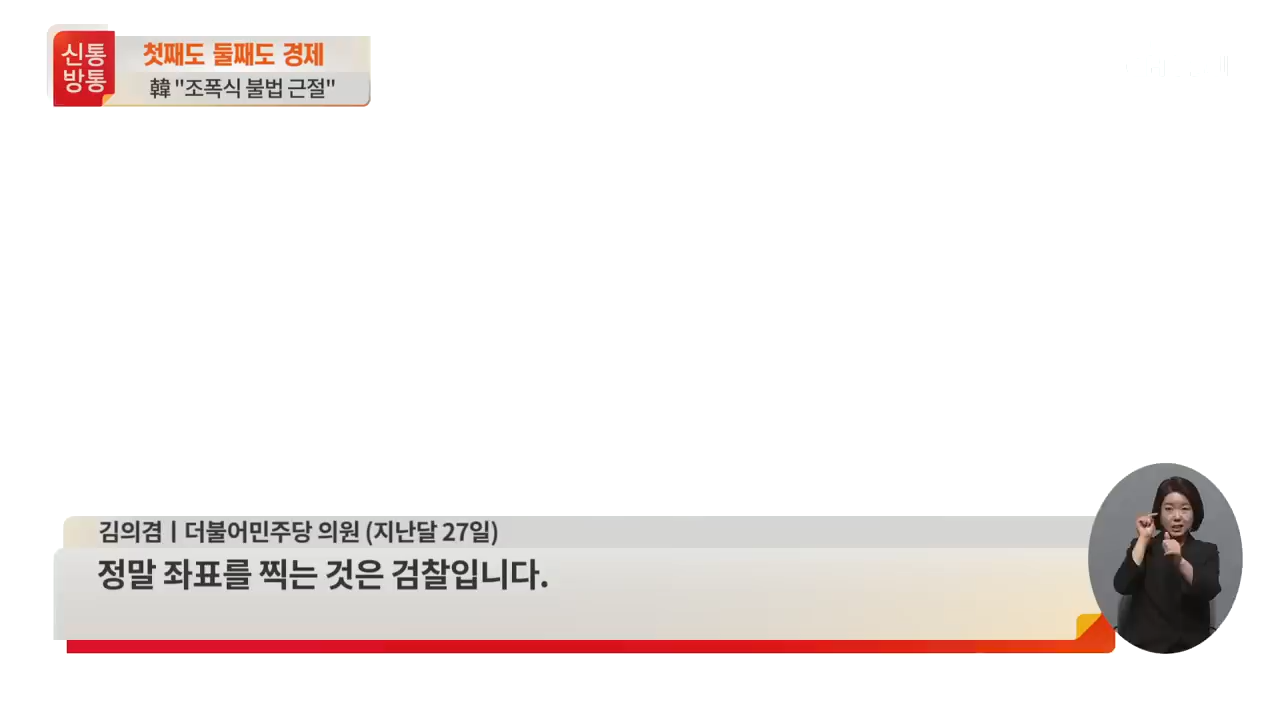 신통
방통
첫째도 둘째도 경제
韓 "조폭식 불법 근절"
김의겸 | 더불어민주당 의원 (지난달 27일)
정말 좌표를 찍는 것은 검찰입니다.